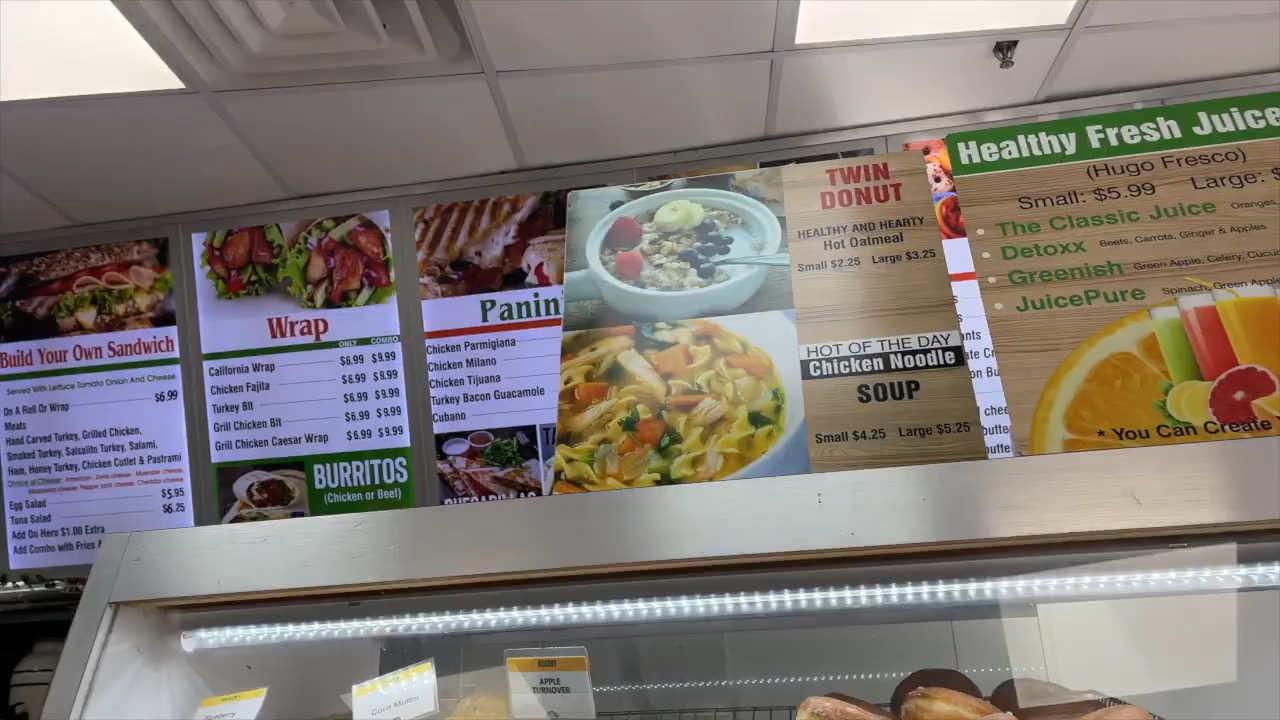 Build Your Own Sandwich
Served With Lettuce Tomato Onion And Cheese
On A Roll Or Wrap $6.99
Meats
Hand Carved Turkey, Grilled Chicken,
Smoked Turkey, Salsalito Turkey, Salami,
Ham, Honey Turkey, Chicken Cutlet & Pastrami
Egg Salad $5.95
Tuna Salad $6.25
Add On Hero $1.00 Extra
Add Combo with Fries
Wrap
ONLY COMBO
California Wrap $6.99 $9.99
Chicken Fajita $6.99 $9.99
Turkey Blt $6.99 $9.99
Grill Chicken Blt $6.99 $9.99
Grill Chicken Caesar Wrap $6.99 $9.99
BURRITOS
(Chicken or Beef)
Panin
Chicken Parmigiana
Chicken Milano
Chicken Tijuana
Turkey Bacon Guacamole
Cubano
TWIN
DONUT
HEALTHY AND HEARTY
Hot Oatmeal
Small $2.25 Large $3.25
HOT OF THE DAY
Chicken Noodle
SOUP
Small $4.25 Large $5.25
Healthy Fresh Juice
(Hugo Fresco)
Small: $5.99 Large: $
The Classic Juice Oranges,
Detoxx Beets, Carrots, Ginger & Apples
Greenish Green Apple, Celery, Cucu
JuicePure Spinach, Green Apple
* You Can Create
Corn Muffin
APPLE
TURNOVER